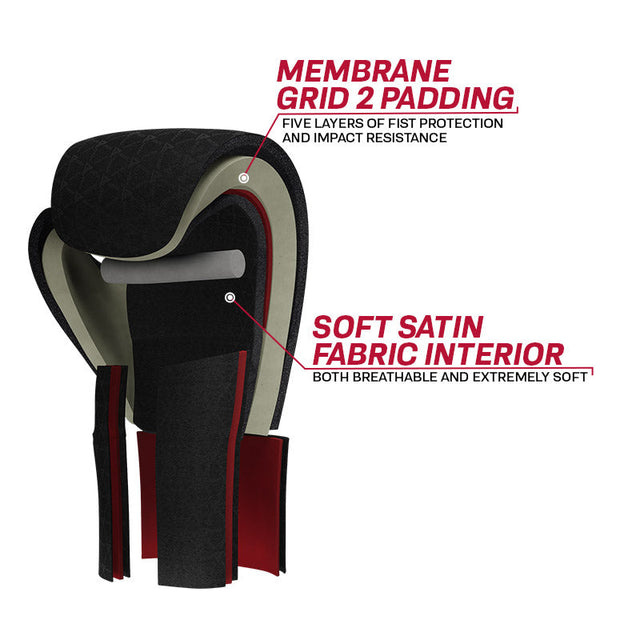 MEMBRANE
GRID 2 PADDING
FIVE LAYERS OF FIST PROTECTION
AND IMPACT RESISTANCE
SOFT SATIN
FABRIC INTERIOR
BOTH BREATHABLE AND EXTREMELY SOFT